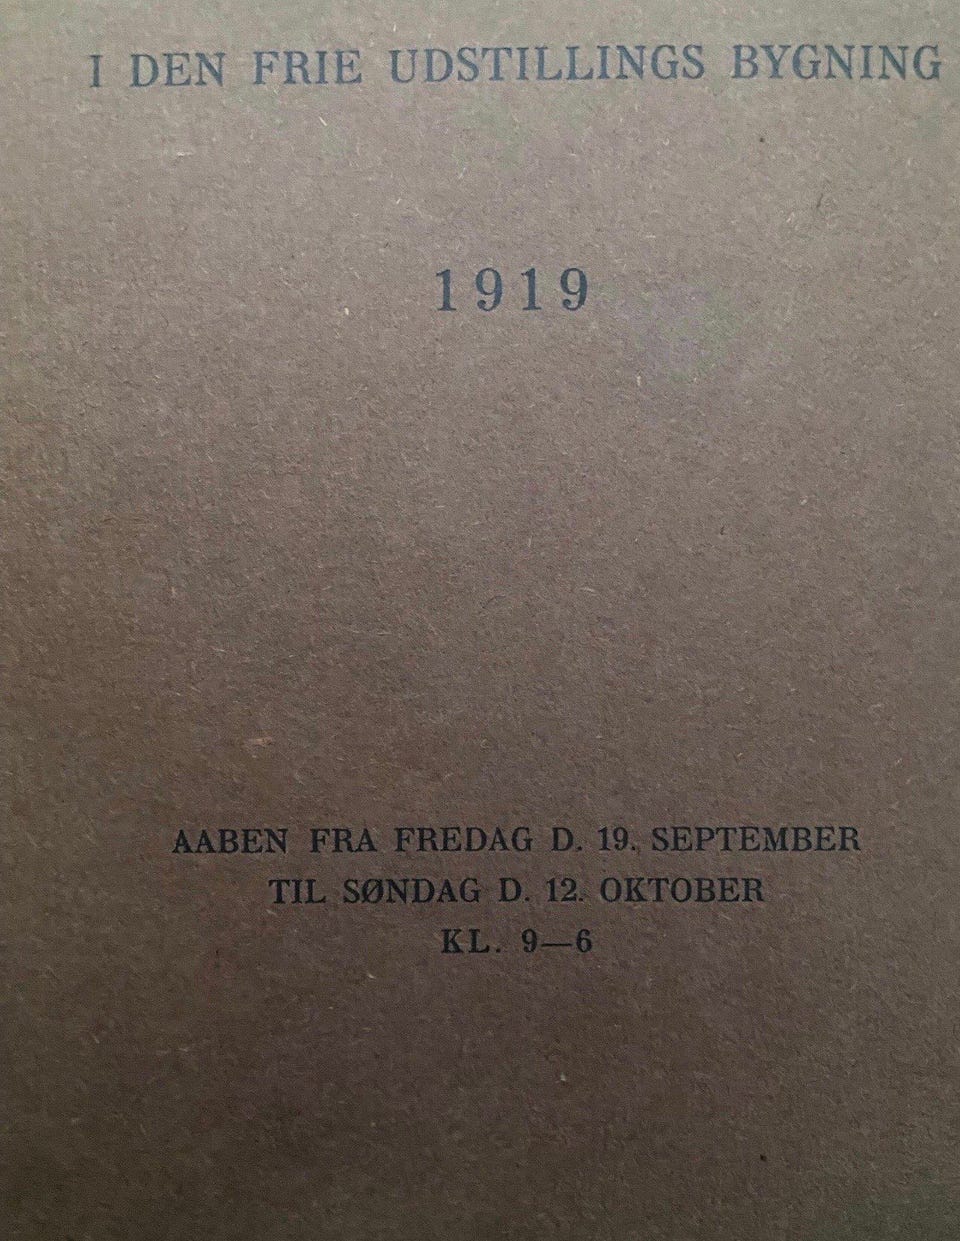 I DEN FRIE UDSTILLINGS BYGNING
1919
AABEN FRA FREDAG D. 19. SEPTEMBER
TIL SØNDAG D. 12. OKTOBER
KL. 9—6